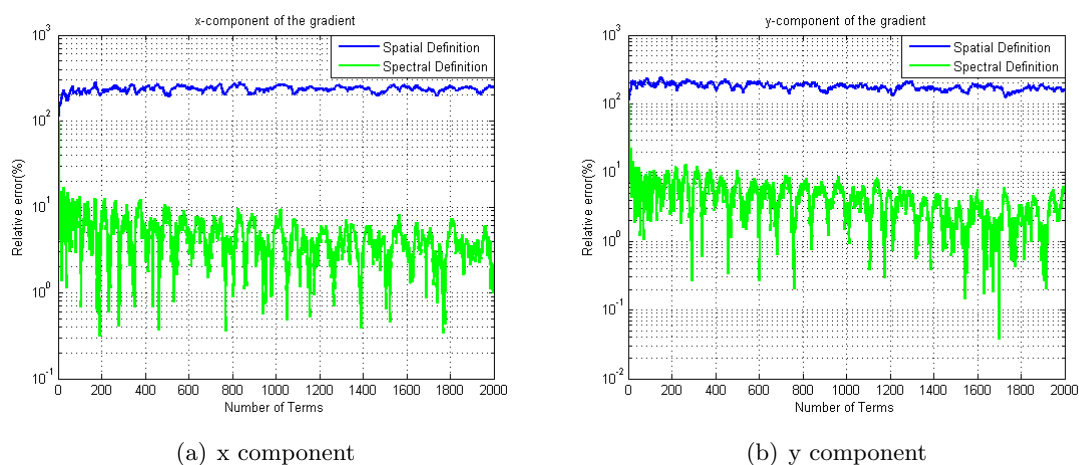 x-component of the gradient
Spatial Definition
Spectral Definition
Relative error(%)
10^3
10^2
10^1
10^0
10^-1
0 200 400 600 800 1000 1200 1400 1600 1800 2000
Number of Terms
(a) x component
y-component of the gradient
Spatial Definition
Spectral Definition
Relative error(%)
10^3
10^2
10^1
10^0
10^-1
10^-2
0 200 400 600 800 1000 1200 1400 1600 1800 2000
Number of Terms
(b) y component